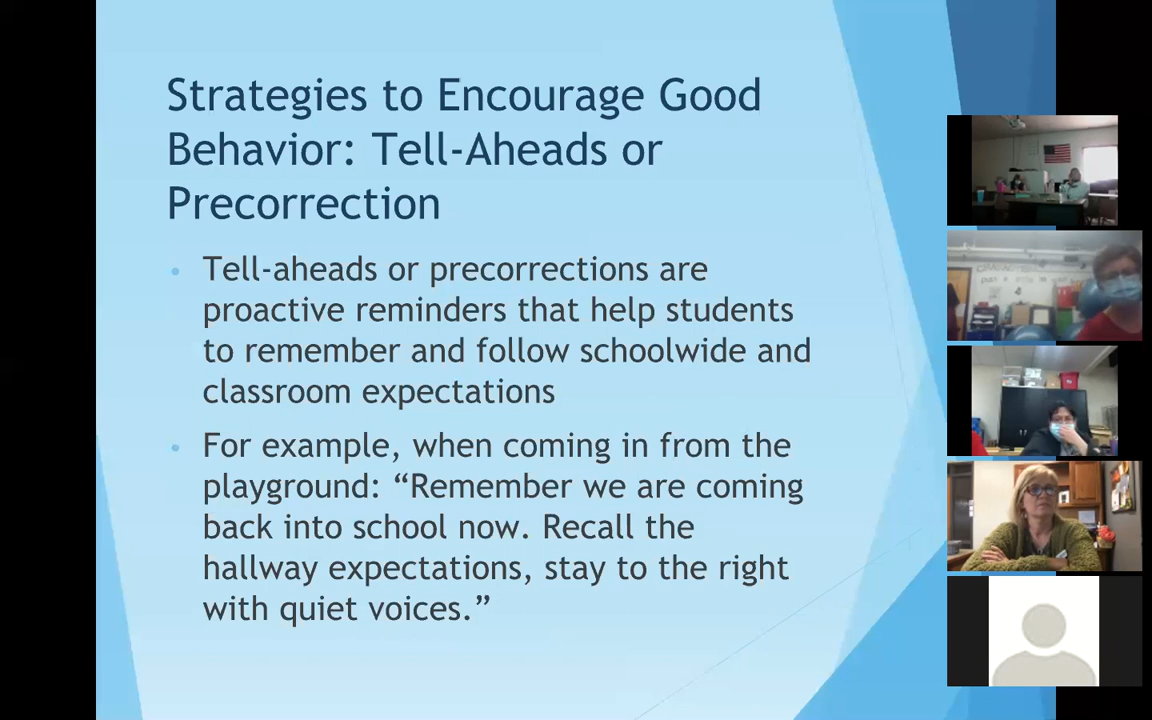 Strategies to Encourage Good
Behavior: Tell-Aheads or
Precorrection
• Tell-aheads or precorrections are
proactive reminders that help students
to remember and follow schoolwide and
classroom expectations
• For example, when coming in from the
playground: “Remember we are coming
back into school now. Recall the
hallway expectations, stay to the right
with quiet voices.”